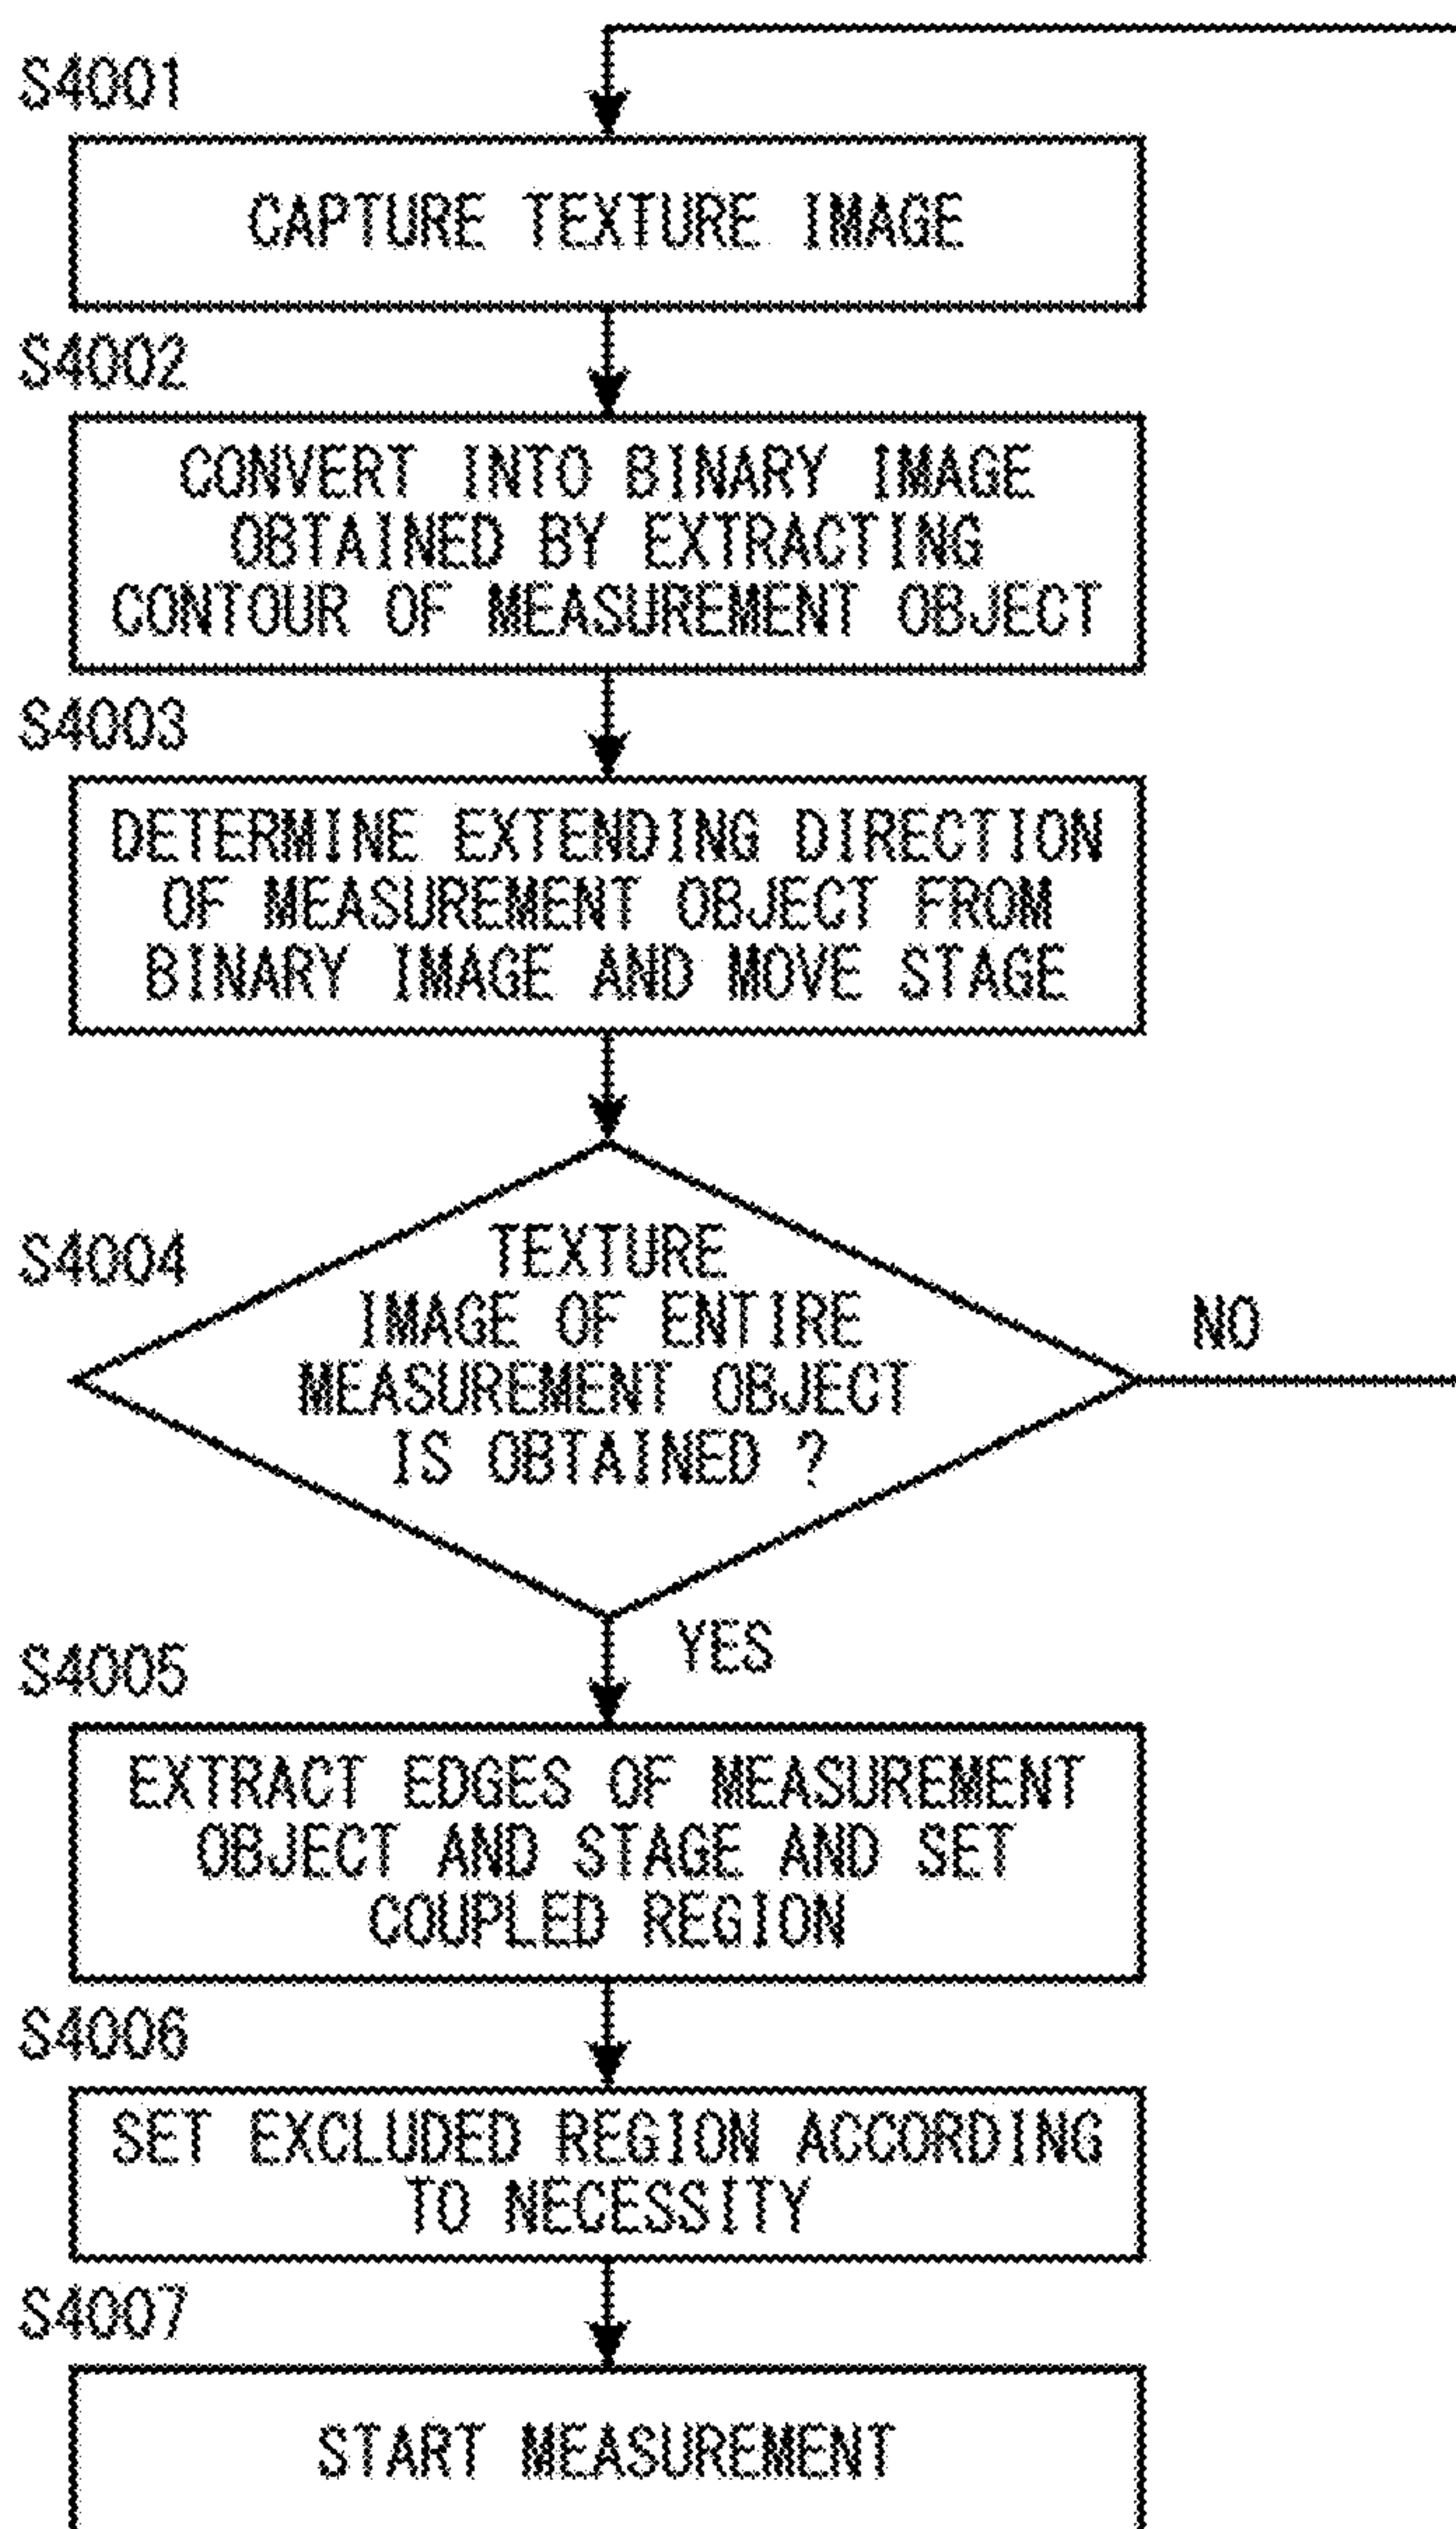 S4001
CAPTURE TEXTURE IMAGE
S4002
CONVERT INTO BINARY IMAGE
OBTAINED BY EXTRACTING
CONTOUR OF MEASUREMENT OBJECT
S4003
DETERMINE EXTENDING DIRECTION
OF MEASUREMENT OBJECT FROM
BINARY IMAGE AND MOVE STAGE
S4004
TEXTURE
IMAGE OF ENTIRE
MEASUREMENT OBJECT
IS OBTAINED ?
NO
YES
S4005
EXTRACT EDGES OF MEASUREMENT
OBJECT AND STAGE AND SET
COUPLED REGION
S4006
SET EXCLUDED REGION ACCORDING
TO NECESSITY
S4007
START MEASUREMENT